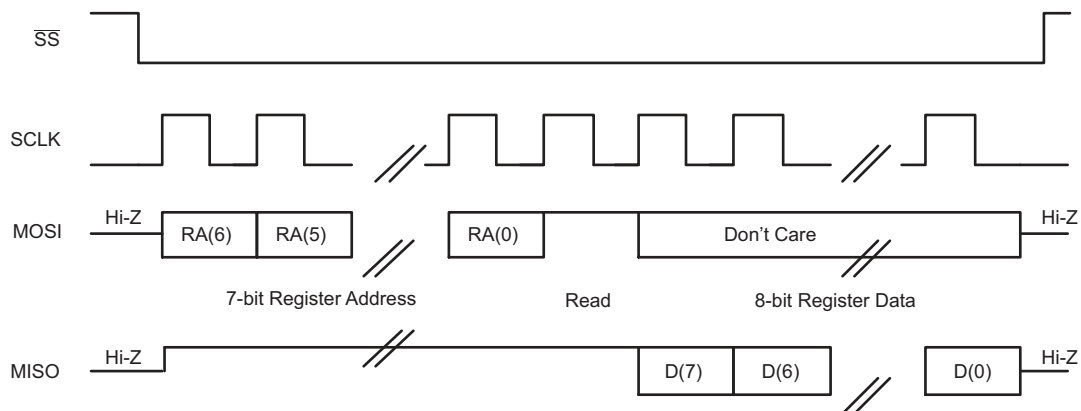 SS
SCLK
MOSI Hi-Z RA(6) RA(5) RA(0) Don't Care Hi-Z
7-bit Register Address Read 8-bit Register Data
MISO Hi-Z D(7) D(6) D(0) Hi-Z